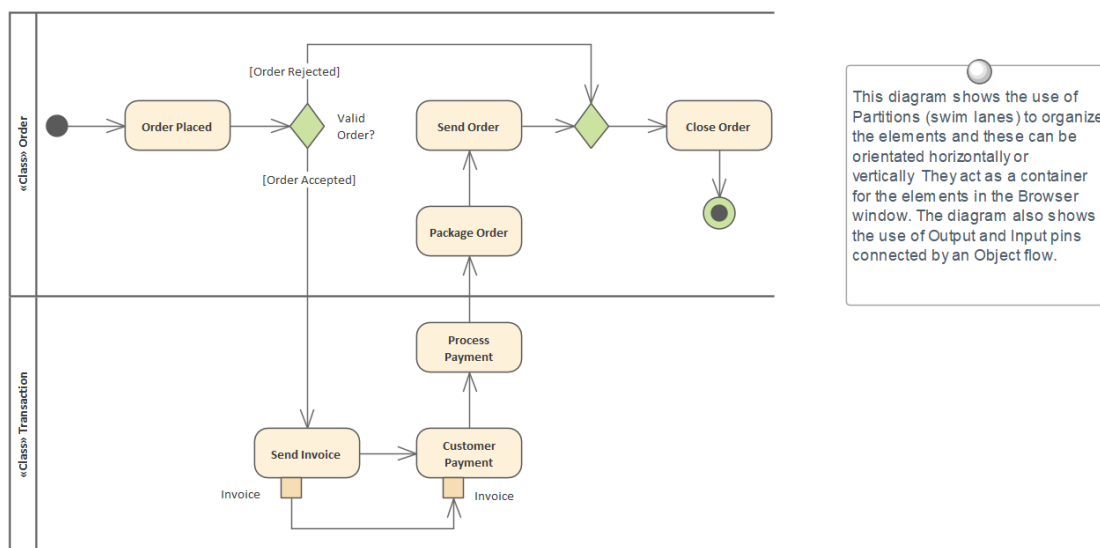 «Class» Order
[Order Rejected]
Order Placed
Valid
Order?
Send Order
Close Order
[Order Accepted]
Package Order
«Class» Transaction
Process
Payment
Send Invoice
Customer
Payment
Invoice
Invoice
This diagram shows the use of
Partitions (swim lanes) to organize
the elements and these can be
orientated horizontally or
vertically They act as a container
for the elements in the Browser
window. The diagram also shows
the use of Output and Input pins
connected by an Object flow.